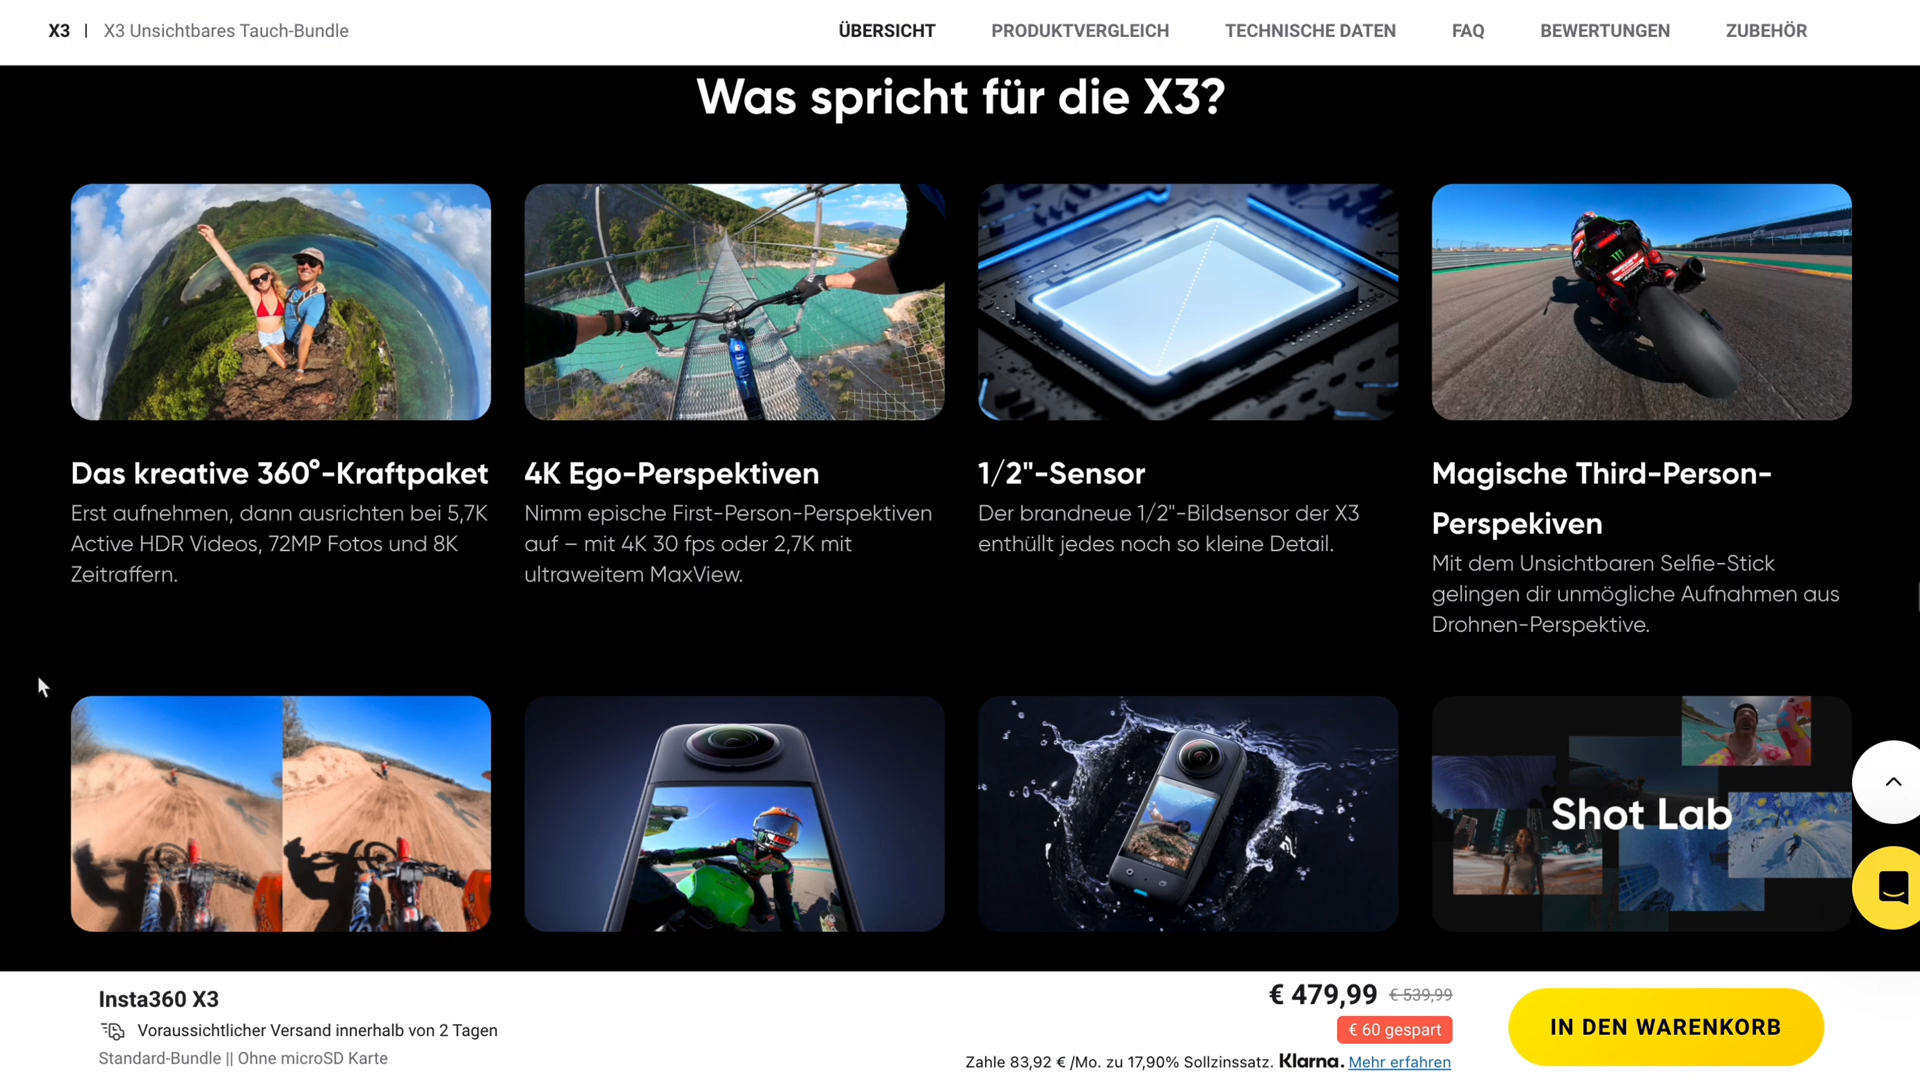 X3 | X3 Unsichtbares Tauch-Bundle
ÜBERSICHT PRODUKTVERGLEICH TECHNISCHE DATEN FAQ BEWERTUNGEN ZUBEHÖR
Was spricht für die X3?
Das kreative 360°-Kraftpaket
Erst aufnehmen, dann ausrichten bei 5,7K
Active HDR Videos, 72MP Fotos und 8K
Zeitraffern.
4K Ego-Perspektiven
Nimm epische First-Person-Perspektiven
auf – mit 4K 30 fps oder 2,7K mit
ultraweitem MaxView.
1/2"-Sensor
Der brandneue 1/2"-Bildsensor der X3
enthüllt jedes noch so kleine Detail.
Magische Third-Person-
Perspekiven
Mit dem Unsichtbaren Selfie-Stick
gelingen dir unmögliche Aufnahmen aus
Drohnen-Perspektive.
Shot Lab
Insta360 X3
Voraussichtlicher Versand innerhalb von 2 Tagen
Standard-Bundle || Ohne microSD Karte
€ 479,99 € 539,99
€ 60 gespart
Zahle 83,92 € /Mo. zu 17,90% Sollzinssatz. Klarna. Mehr erfahren
IN DEN WARENKORB